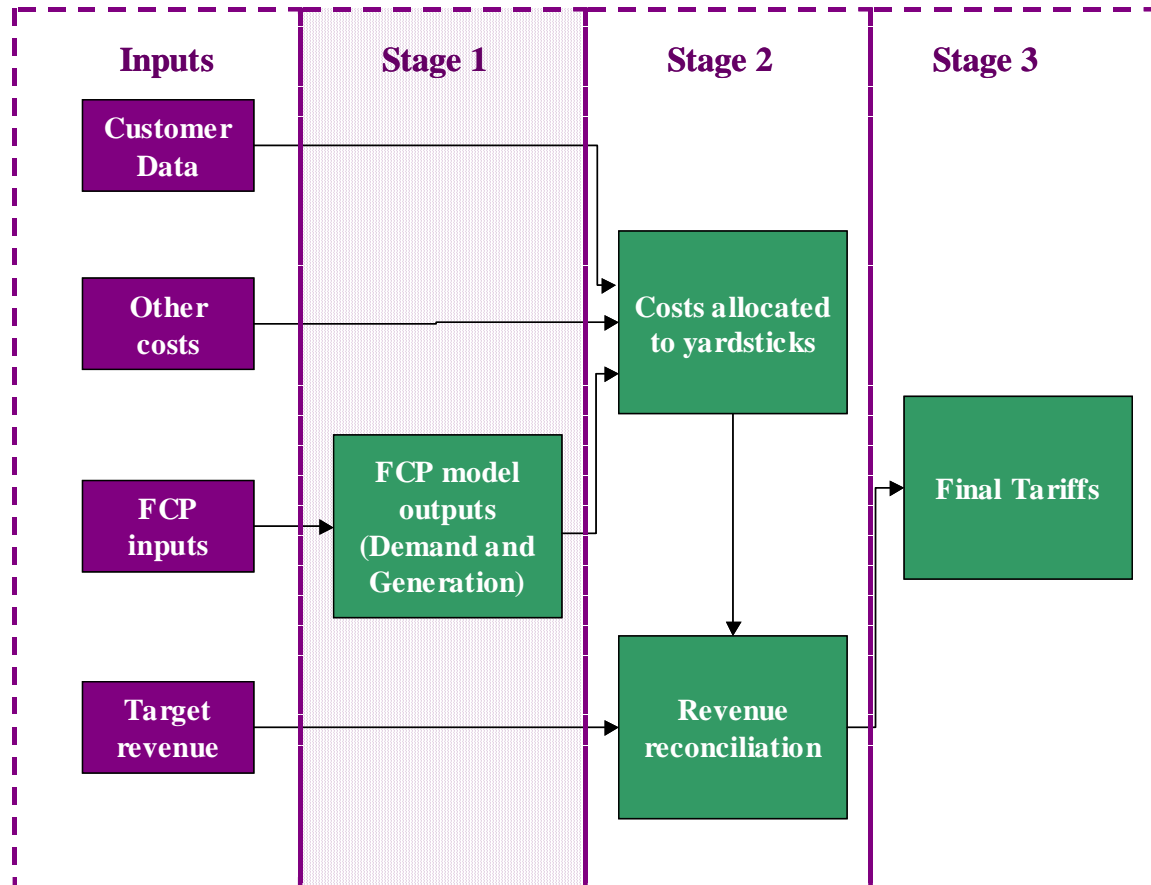 Inputs
Stage 1
Stage 2
Stage 3
Customer
Data
Other
costs
Costs allocated
to yardsticks
FCP
inputs
FCP model
outputs
(Demand and
Generation)
Final Tariffs
Target
revenue
Revenue
reconciliation